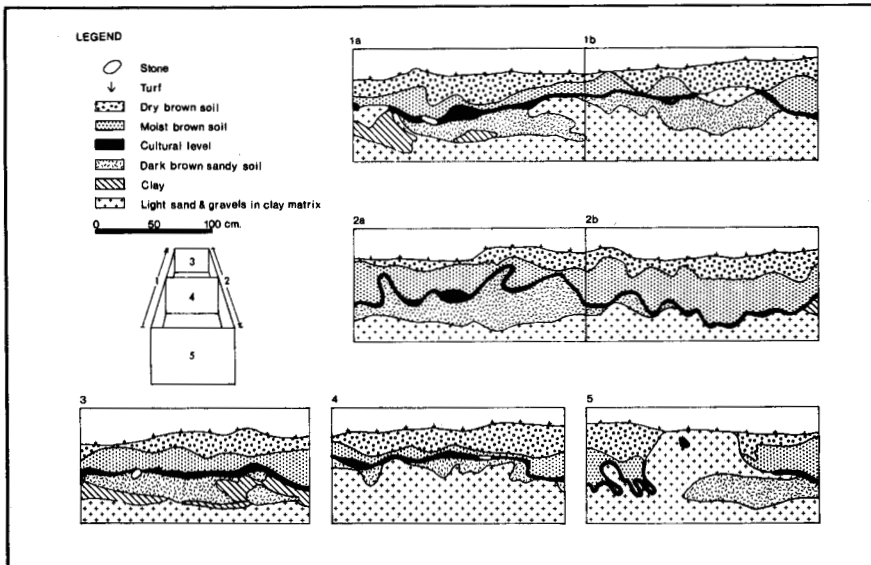 LEGEND
Stone
Turf
Dry brown soil
Moist brown soil
Cultural level
Dark brown sandy soil
Clay
Light sand & gravels in clay matrix
0 50 100 cm.
1 2 3 4 5
1a 1b
2a 2b
3 4 5